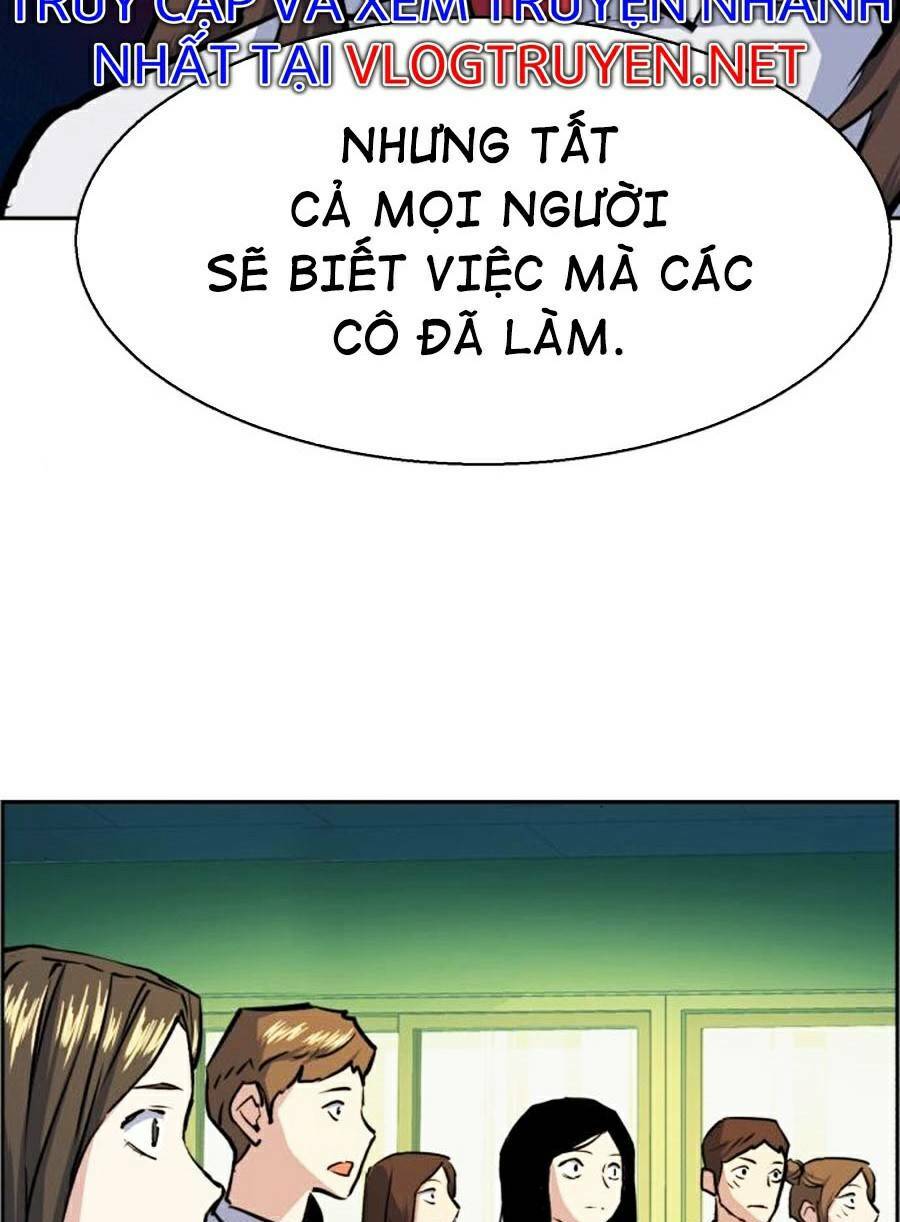 TRUY CẬP VÀ XEM TRUYỆN NHANH
NHẤT TẠI VLOGTRUYEN.NET
NHƯNG TẤT
CẢ MỌI NGƯỜI
SẼ BIẾT VIỆC MÀ CÁC
CÔ ĐÃ LÀM.